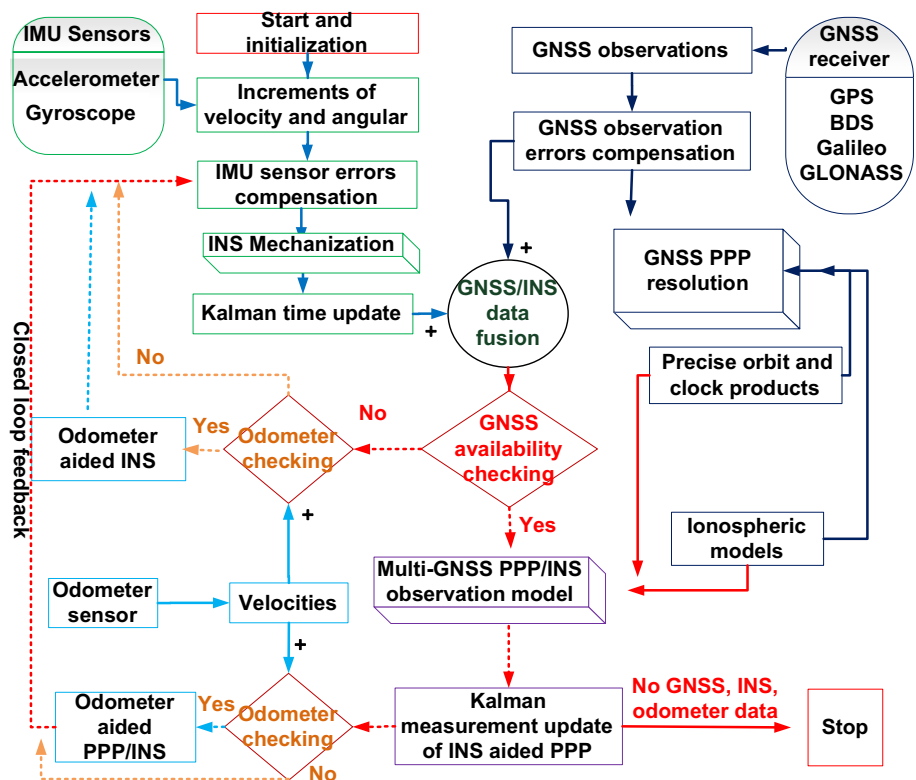 IMU Sensors
Accelerometer
Gyroscope
Start and
initialization
Increments of
velocity and angular
IMU sensor errors
compensation
INS Mechanization
Kalman time update
+
GNSS observations
GNSS observation
errors compensation
+
GNSS
receiver
GPS
BDS
Galileo
GLONASS
GNSS PPP
resolution
GNSS/INS
data
fusion
Precise orbit and
clock products
Ionospheric
models
GNSS
availability
checking
No
Yes
Odometer
checking
No
Yes
Odometer
aided INS
Closed loop feedback
+
Odometer
sensor
Velocities
+
Multi-GNSS PPP/INS
observation model
Kalman
measurement update
of INS aided PPP
No GNSS, INS,
odometer data
Stop
Odometer
checking
Yes
No
Odometer
aided
PPP/INS